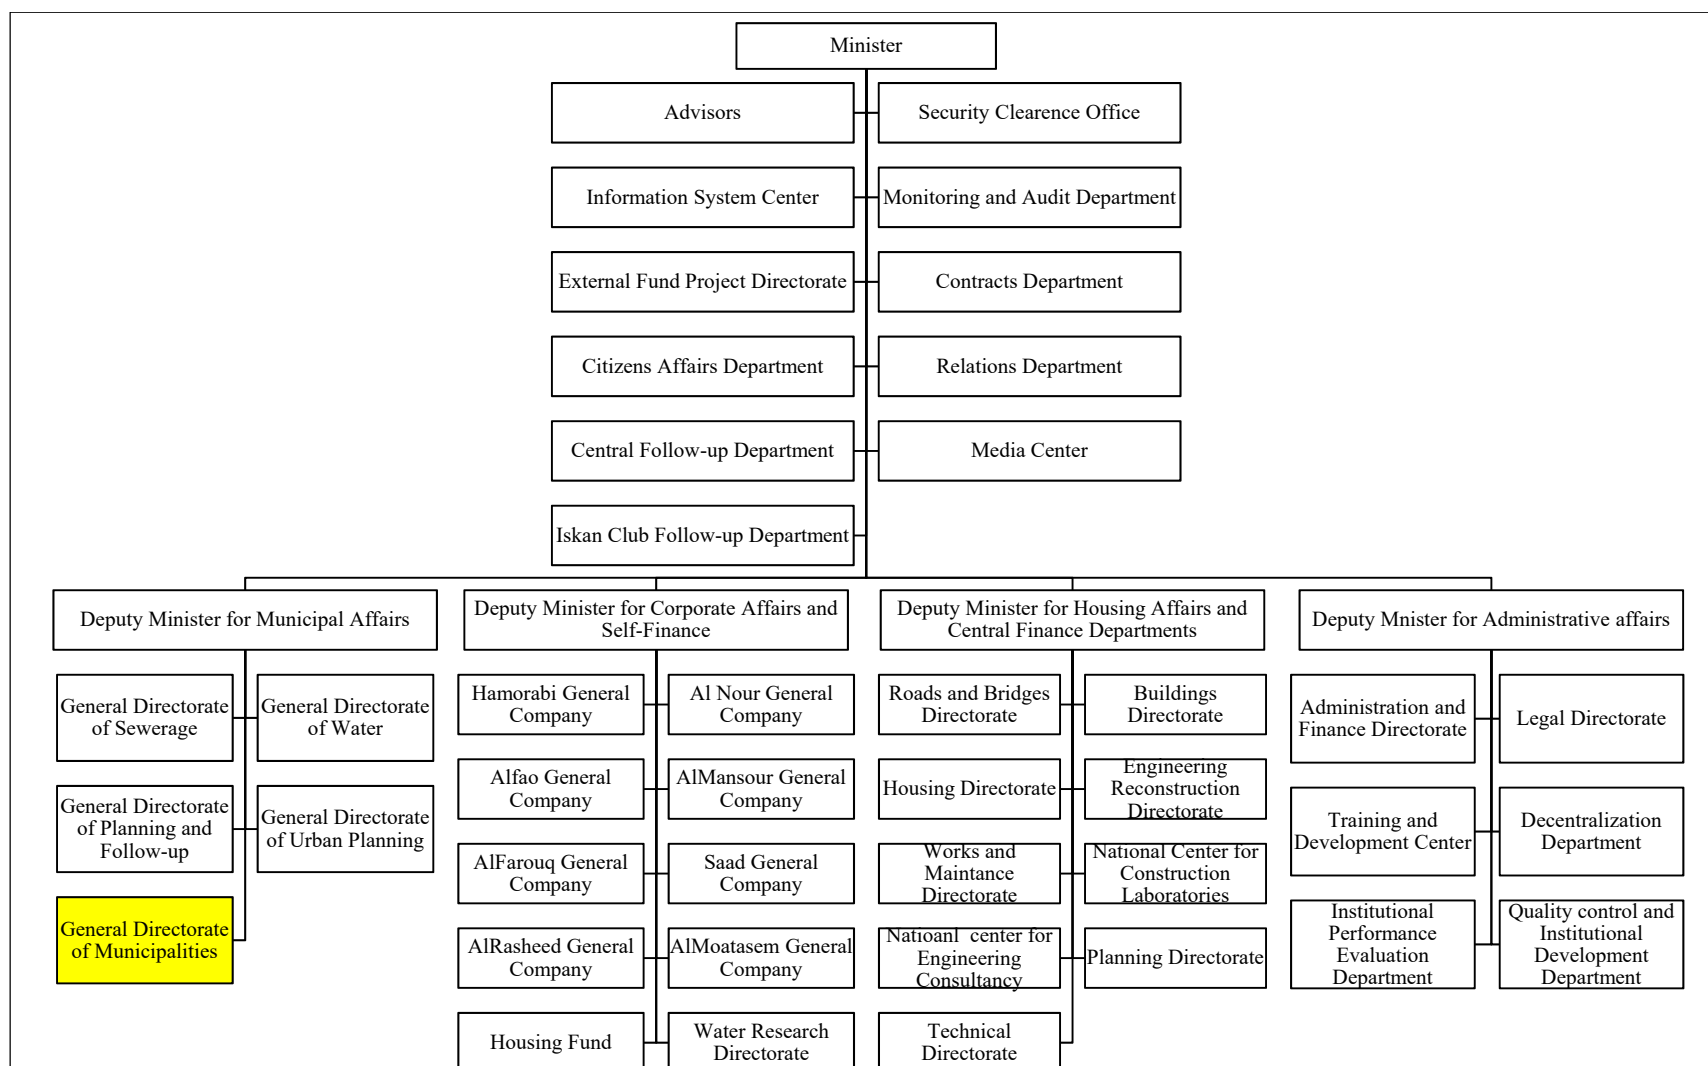 Minister
Advisors
Security Clearence Office
Information System Center
Monitoring and Audit Department
External Fund Project Directorate
Contracts Department
Citizens Affairs Department
Relations Department
Central Follow-up Department
Media Center
Iskan Club Follow-up Department
Deputy Minister for Municipal Affairs
Deputy Minister for Corporate Affairs and
Self-Finance
Deputy Minister for Housing Affairs and
Central Finance Departments
Deputy Mnister for Administrative affairs
General Directorate
of Sewerage
General Directorate
of Water
General Directorate
of Planning and
Follow-up
General Directorate
of Urban Planning
General Directorate
of Municipalities
Hamorabi General
Company
Al Nour General
Company
Alfao General
Company
AlMansour General
Company
AlFarouq General
Company
Saad General
Company
AlRasheed General
Company
AlMoatasem General
Company
Housing Fund
Water Research
Directorate
Roads and Bridges
Directorate
Buildings
Directorate
Housing Directorate
Engineering
Reconstruction
Directorate
Works and
Maintance
Directorate
National Center for
Construction
Laboratories
Natioanl center for
Engineering
Consultancy
Planning Directorate
Technical
Directorate
Administration and
Finance Directorate
Legal Directorate
Training and
Development Center
Decentralization
Department
Institutional
Performance
Evaluation
Department
Quality control and
Institutional
Development
Department